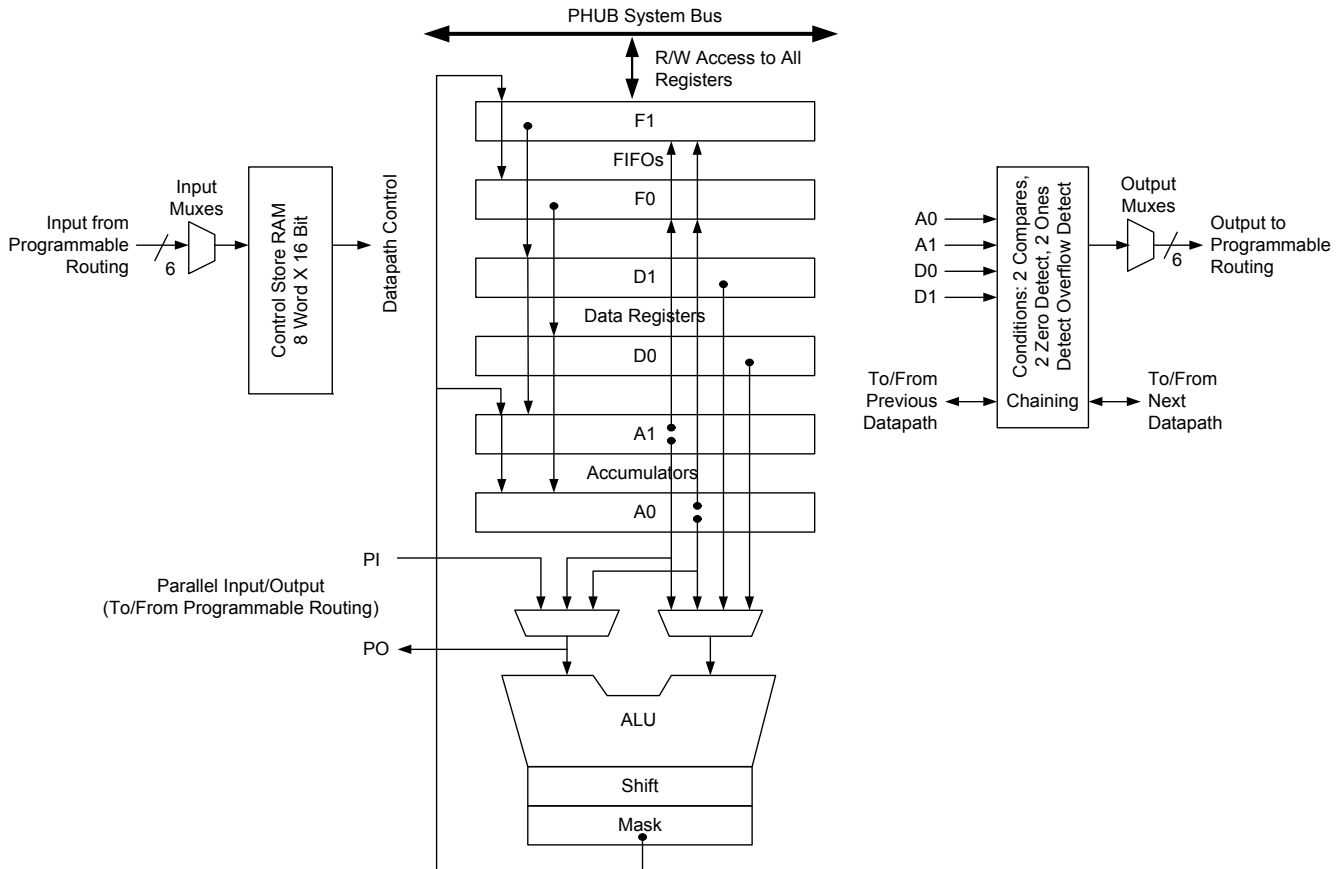 PHUB System Bus
R/W Access to All
Registers
F1
FIFOs
F0
D1
Data Registers
D0
A1
Accumulators
A0
Input from
Programmable
Routing
6
Input
Muxes
Control Store RAM
8 Word X 16 Bit
Datapath Control
A0
A1
D0
D1
Conditions: 2 Compares,
2 Zero Detect, 2 Ones
Detect Overflow Detect
Output
Muxes
6
Output to
Programmable
Routing
To/From
Previous
Datapath
Chaining
To/From
Next
Datapath
PI
Parallel Input/Output
(To/From Programmable Routing)
PO
ALU
Shift
Mask